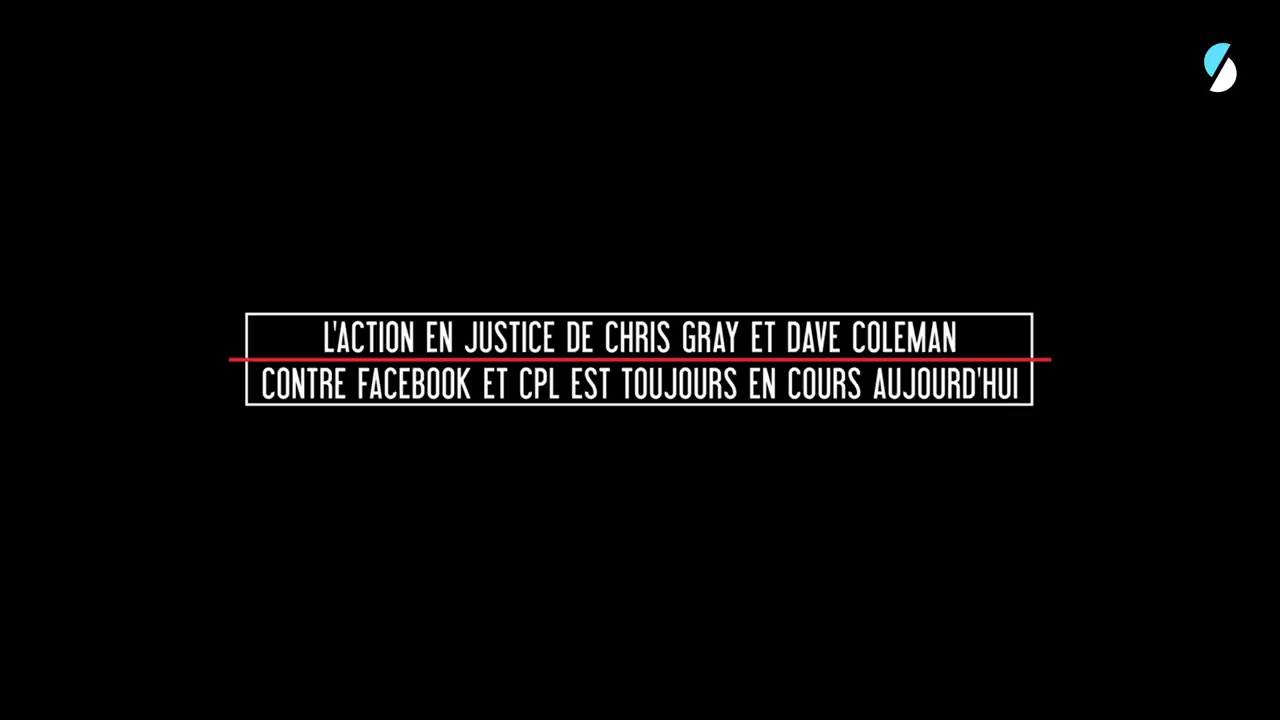 L'ACTION EN JUSTICE DE CHRIS GRAY ET DAVE COLEMAN
CONTRE FACEBOOK ET CPL EST TOUJOURS EN COURS AUJOURD'HUI